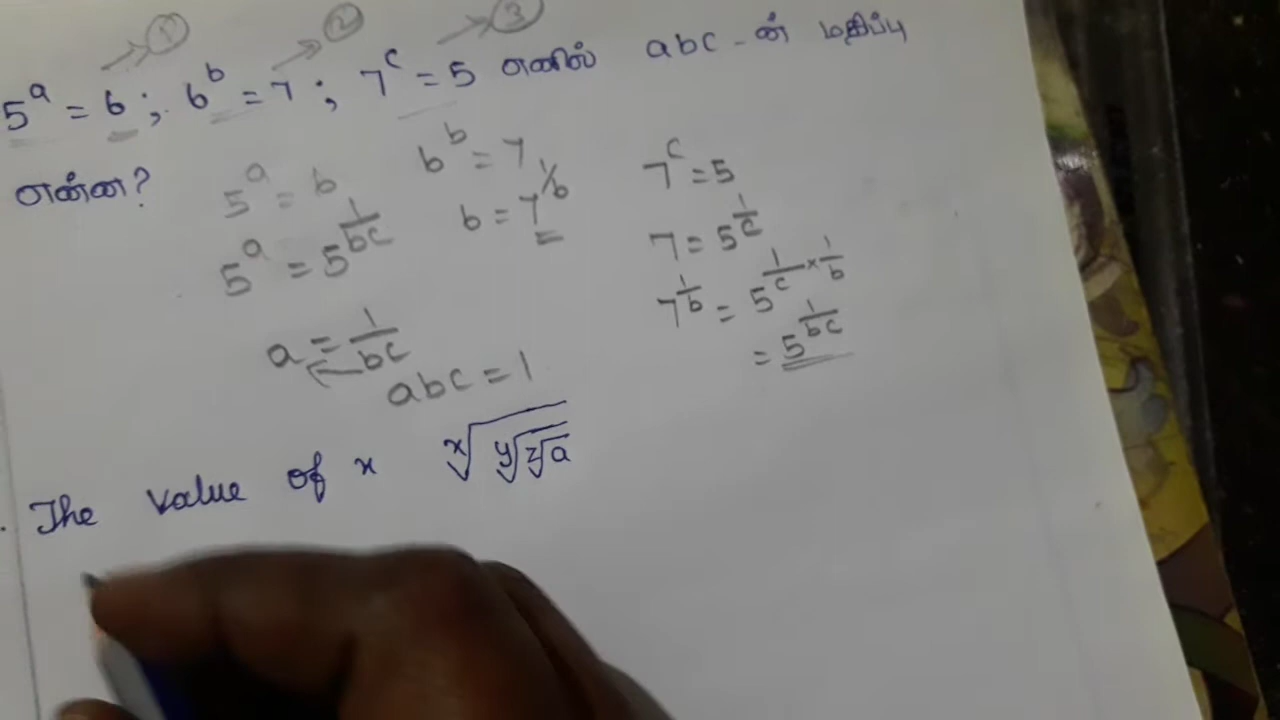 ① ② ③
5^a = 6 ; 6^b = 7 ; 7^c = 5 எனில் abc - ன் மதிப்பு
என்ன?
5^a = 6
5^a = 5^(1/bc)
a = 1/bc
abc = 1
6^b = 7
6 = 7^(1/b)
7^c = 5
7 = 5^(1/c)
7^(1/b) = 5^(1/c × 1/b)
= 5^(1/bc)
. The value of x ˣ√(ʸ√(ᶻ√a))